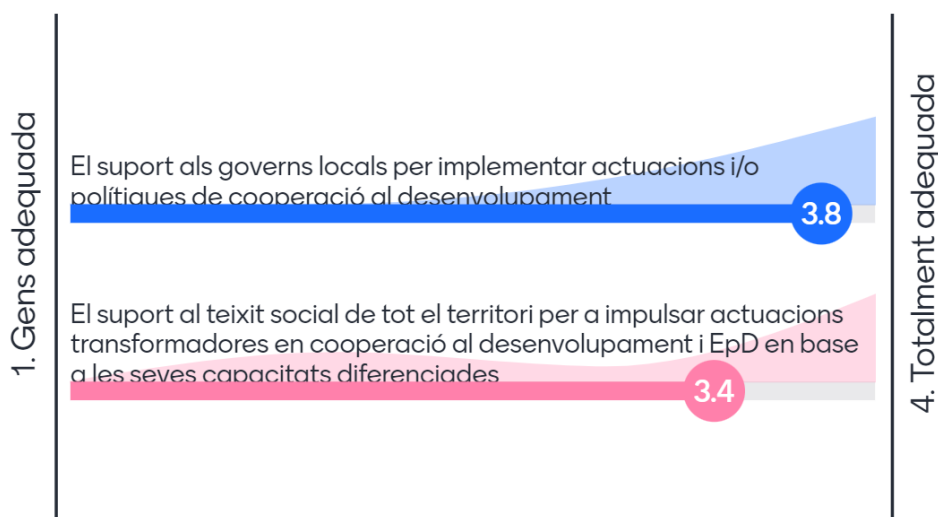 1. Gens adequada
El suport als governs locals per implementar actuacions i/o
polítiques de cooperació al desenvolupament
3.8
El suport al teixit social de tot el territori per a impulsar actuacions
transformadores en cooperació al desenvolupament i EpD en base
a les seves capacitats diferenciades
3.4
4. Totalment adequada